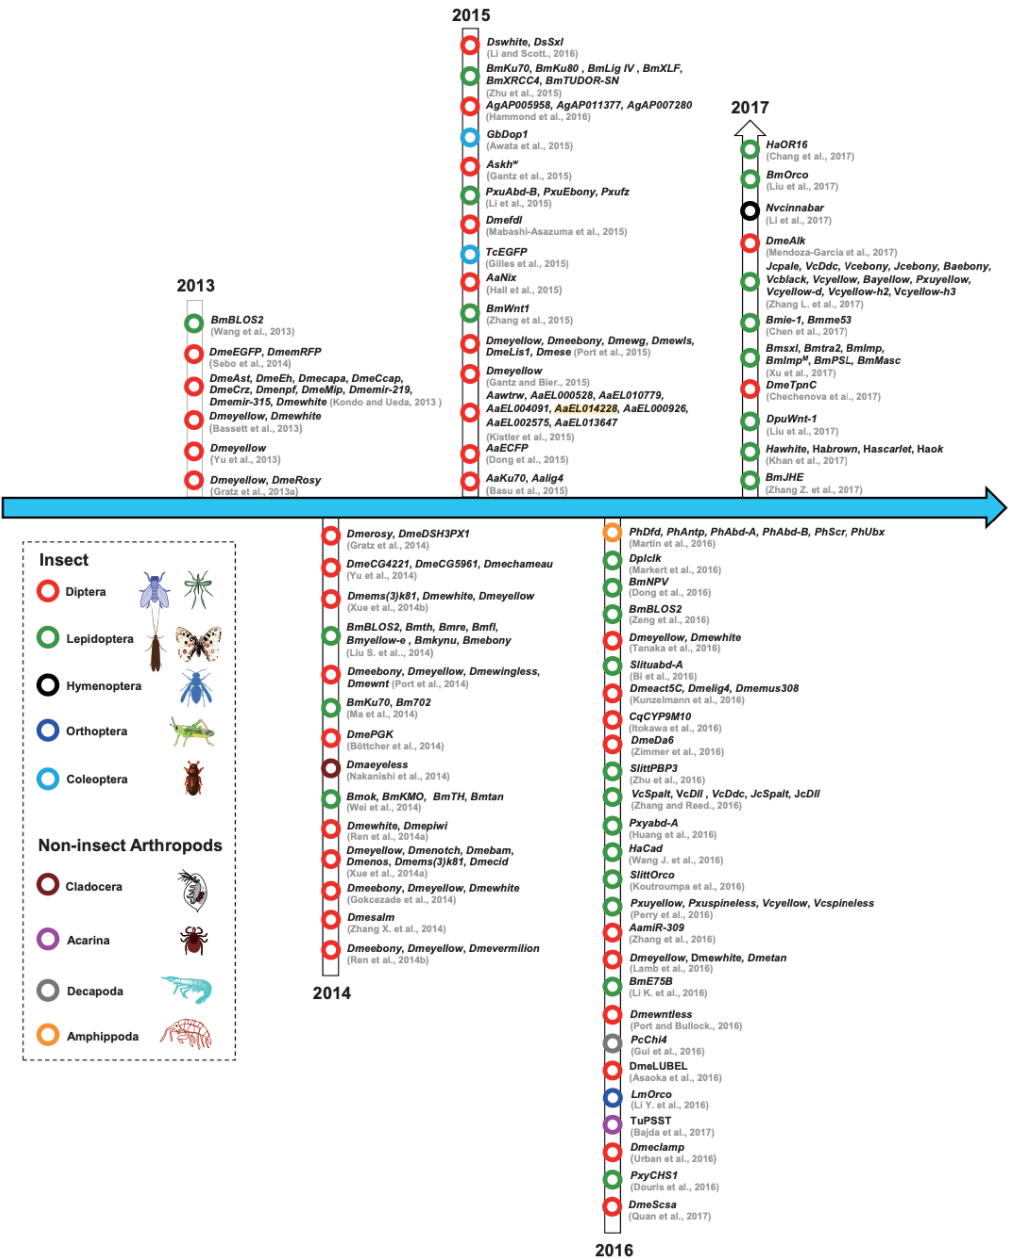 2015
Dswhite, DsSxl
(Li and Scott., 2016)
BmKu70, BmKu80 , BmLig IV , BmXLF,
BmXRCC4, BmTUDOR-SN
(Zhu et al., 2015)
AgAP005958, AgAP011377, AgAP007280
(Hammond et al., 2016)
GbDop1
(Awata et al., 2015)
Askhʷ
(Gantz et al., 2015)
PxuAbd-B, PxuEbony, Pxufz
(Li et al., 2015)
Dmefdl
(Mabashi-Asazuma et al., 2015)
TcEGFP
(Gilles et al., 2015)
AaNix
(Hall et al., 2015)
BmWnt1
(Zhang et al., 2015)
Dmeyellow, Dmeebony, Dmewg, Dmewls,
DmeLis1, Dmese (Port et al., 2015)
Dmeyellow
(Gantz and Bier., 2015)
Aawtrw, AaEL000528, AaEL010779,
AaEL004091, AaEL014228, AaEL000926,
AaEL002575, AaEL013647
(Kistler et al., 2015)
AaECFP
(Dong et al., 2015)
AaKu70, Aalig4
(Basu et al., 2015)
2017
HaOR16
(Chang et al., 2017)
BmOrco
(Liu et al., 2017)
Nvcinnabar
(Li et al., 2017)
DmeAlk
(Mendoza-Garcia et al., 2017)
Jcpale, VcDdc, Vcebony, Jcebony, Baebony,
Vcblack, Vcyellow, Bayellow, Pxuyellow,
Vcyellow-d, Vcyellow-h2, Vcyellow-h3
(Zhang L. et al., 2017)
Bmie-1, Bmme53
(Chen et al., 2017)
Bmsxl, Bmtra2, BmImp,
BmImpᴹ, BmPSL, BmMasc
(Xu et al., 2017)
DmeTpnC
(Chechenova et al., 2017)
DpuWnt-1
(Liu et al., 2017)
Hawhite, Habrown, Hascarlet, Haok
(Khan et al., 2017)
BmJHE
(Zhang Z. et al., 2017)
2013
BmBLOS2
(Wang et al., 2013)
DmeEGFP, DmemRFP
(Sebo et al., 2014)
DmeAst, DmeEh, Dmecapa, DmeCcap,
DmeCrz, Dmenpf, DmeMip, Dmemir-219,
Dmemir-315, Dmewhite (Kondo and Ueda, 2013 )
Dmeyellow, Dmewhite
(Bassett et al., 2013)
Dmeyellow
(Yu et al., 2013)
Dmeyellow, DmeRosy
(Gratz et al., 2013a)
Dmerosy, DmeDSH3PX1
(Gratz et al., 2014)
DmeCG4221, DmeCG5961, Dmechameau
(Yu et al., 2014)
Dmems(3)k81, Dmewhite, Dmeyellow
(Xue et al., 2014b)
BmBLOS2, Bmth, Bmre, Bmfl,
Bmyellow-e , Bmkynu, Bmebony
(Liu S. et al.., 2014)
Dmeebony, Dmeyellow, Dmewingless,
Dmewnt (Port et al., 2014)
BmKu70, Bm702
(Ma et al., 2014)
DmePGK
(Böttcher et al., 2014)
Dmaeyeless
(Nakanishi et al., 2014)
Bmok, BmKMO, BmTH, Bmtan
(Wei et al., 2014)
Dmewhite, Dmepiwi
(Ren et al., 2014a)
Dmeyellow, Dmenotch, Dmebam,
Dmenos, Dmems(3)k81, Dmecid
(Xue et al., 2014a)
Dmeebony, Dmeyellow, Dmewhite
(Gokcezade et al., 2014)
Dmesalm
(Zhang X. et al., 2014)
Dmeebony, Dmeyellow, Dmevermilion
(Ren et al., 2014b)
2014
PhDfd, PhAntp, PhAbd-A, PhAbd-B, PhScr, PhUbx
(Martin et al., 2016)
Dplclk
(Markert et al., 2016)
BmNPV
(Dong et al., 2016)
BmBLOS2
(Zeng et al., 2016)
Dmeyellow, Dmewhite
(Tanaka et al., 2016)
Slituabd-A
(Bi et al., 2016)
Dmeact5C, Dmelig4, Dmemus308
(Kunzelmann et al., 2016)
CqCYP9M10
(Itokawa et al., 2016)
DmeDa6
(Zimmer et al., 2016)
SlittPBP3
(Zhu et al., 2016)
VcSpalt, VcDll , VcDdc, JcSpalt, JcDll
(Zhang and Reed., 2016)
Pxyabd-A
(Huang et al., 2016)
HaCad
(Wang J. et al., 2016)
SlittOrco
(Koutroumpa et al., 2016)
Pxuyellow, Pxuspineless, Vcyellow, Vcspineless
(Perry et al., 2016)
AamiR-309
(Zhang et al., 2016)
Dmeyellow, Dmewhite, Dmetan
(Lamb et al., 2016)
BmE75B
(Li K. et al., 2016)
Dmewntless
(Port and Bullock., 2016)
PcChi4
(Gui et al., 2016)
DmeLUBEL
(Asaoka et al., 2016)
LmOrco
(Li Y. et al., 2016)
TuPSST
(Bajda et al., 2017)
Dmeclamp
(Urban et al., 2016)
PxyCHS1
(Douris et al., 2016)
DmeScsa
(Quan et al., 2017)
2016
Insect
Diptera
Lepidoptera
Hymenoptera
Orthoptera
Coleoptera
Non-insect Arthropods
Cladocera
Acarina
Decapoda
Amphippoda